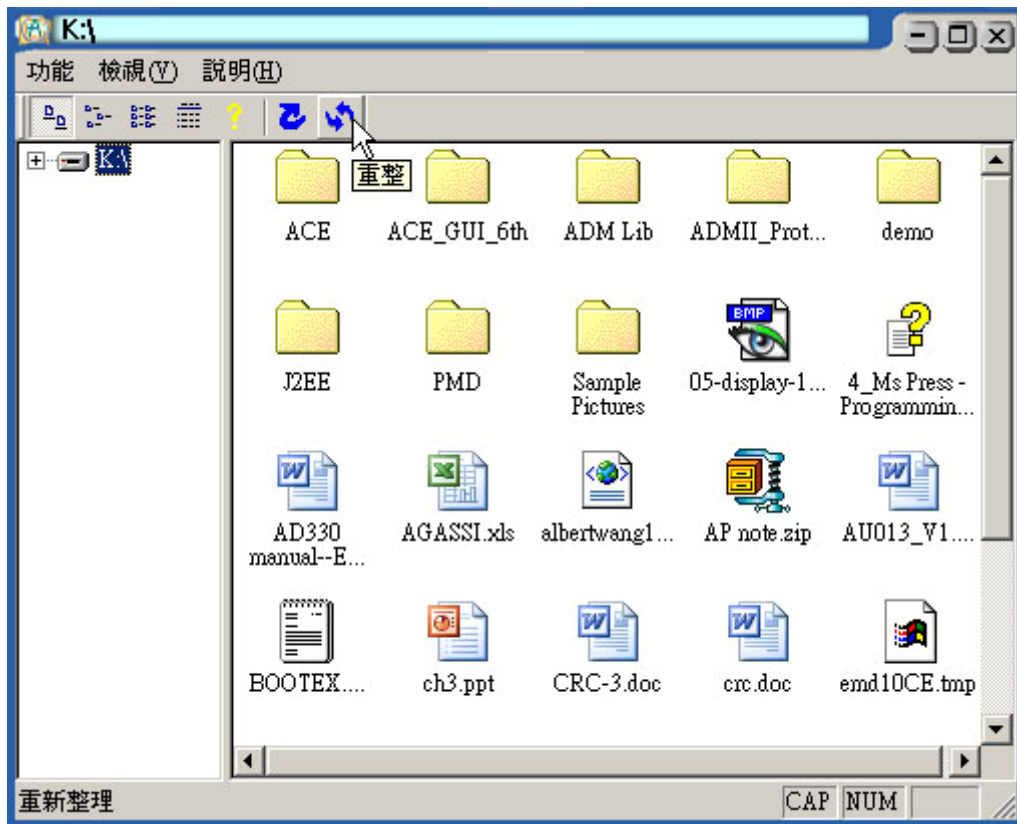 K:\
功能 檢視(V) 說明(H)
?
K:\
重整
ACE ACE_GUI_6th ADM Lib ADMII_Prot... demo
BMP
J2EE PMD Sample Pictures 05-display-1... 4_Ms Press - Programmin...
AD330 manual--E... AGASSI.xls albertwang1... AP note.zip AU013_V1....
BOOTEX.... ch3.ppt CRC-3.doc crc.doc emd10CE.tmp
重新整理 CAP NUM